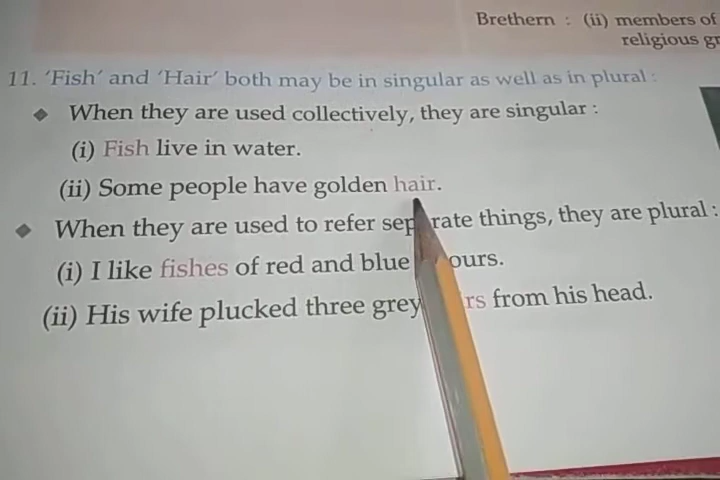 Brethern : (ii) members of
religious
11. 'Fish' and 'Hair' both may be in singular as well as in plural :
When they are used collectively, they are singular :
(i) Fish live in water.
(ii) Some people have golden hair.
When they are used to refer things, they are plural :
(i) I like fishes of red and blue
(ii) His wife plucked three grey from his head.